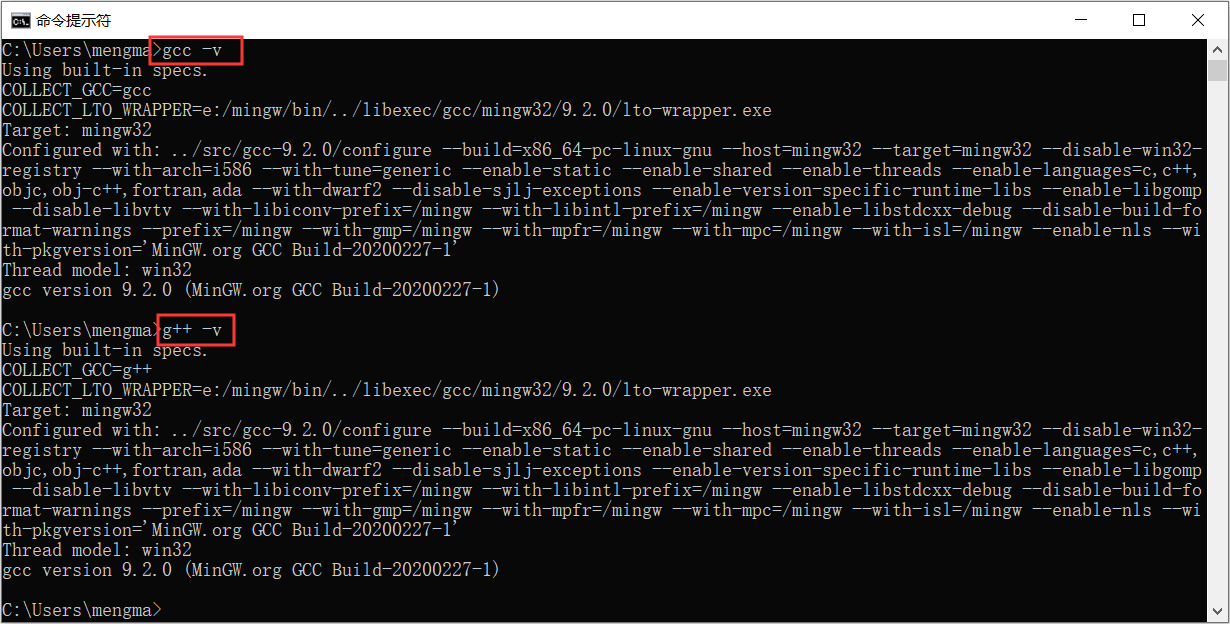 命令提示符
C:\Users\mengma>gcc -v
Using built-in specs.
COLLECT_GCC=gcc
COLLECT_LTO_WRAPPER=e:/mingw/bin/../libexec/gcc/mingw32/9.2.0/lto-wrapper.exe
Target: mingw32
Configured with: ../src/gcc-9.2.0/configure --build=x86_64-pc-linux-gnu --host=mingw32 --target=mingw32 --disable-win32-
registry --with-arch=i586 --with-tune=generic --enable-static --enable-shared --enable-threads --enable-languages=c,c++,
objc,obj-c++,fortran,ada --with-dwarf2 --disable-sjlj-exceptions --enable-version-specific-runtime-libs --enable-libgomp
 --disable-libvtv --with-libiconv-prefix=/mingw --with-libintl-prefix=/mingw --enable-libstdcxx-debug --disable-build-fo
rmat-warnings --prefix=/mingw --with-gmp=/mingw --with-mpfr=/mingw --with-mpc=/mingw --with-isl=/mingw --enable-nls --wi
th-pkgversion='MinGW.org GCC Build-20200227-1'
Thread model: win32
gcc version 9.2.0 (MinGW.org GCC Build-20200227-1)
C:\Users\mengma>g++ -v
Using built-in specs.
COLLECT_GCC=g++
COLLECT_LTO_WRAPPER=e:/mingw/bin/../libexec/gcc/mingw32/9.2.0/lto-wrapper.exe
Target: mingw32
Configured with: ../src/gcc-9.2.0/configure --build=x86_64-pc-linux-gnu --host=mingw32 --target=mingw32 --disable-win32-
registry --with-arch=i586 --with-tune=generic --enable-static --enable-shared --enable-threads --enable-languages=c,c++,
objc,obj-c++,fortran,ada --with-dwarf2 --disable-sjlj-exceptions --enable-version-specific-runtime-libs --enable-libgomp
 --disable-libvtv --with-libiconv-prefix=/mingw --with-libintl-prefix=/mingw --enable-libstdcxx-debug --disable-build-fo
rmat-warnings --prefix=/mingw --with-gmp=/mingw --with-mpfr=/mingw --with-mpc=/mingw --with-isl=/mingw --enable-nls --wi
th-pkgversion='MinGW.org GCC Build-20200227-1'
Thread model: win32
gcc version 9.2.0 (MinGW.org GCC Build-20200227-1)
C:\Users\mengma>